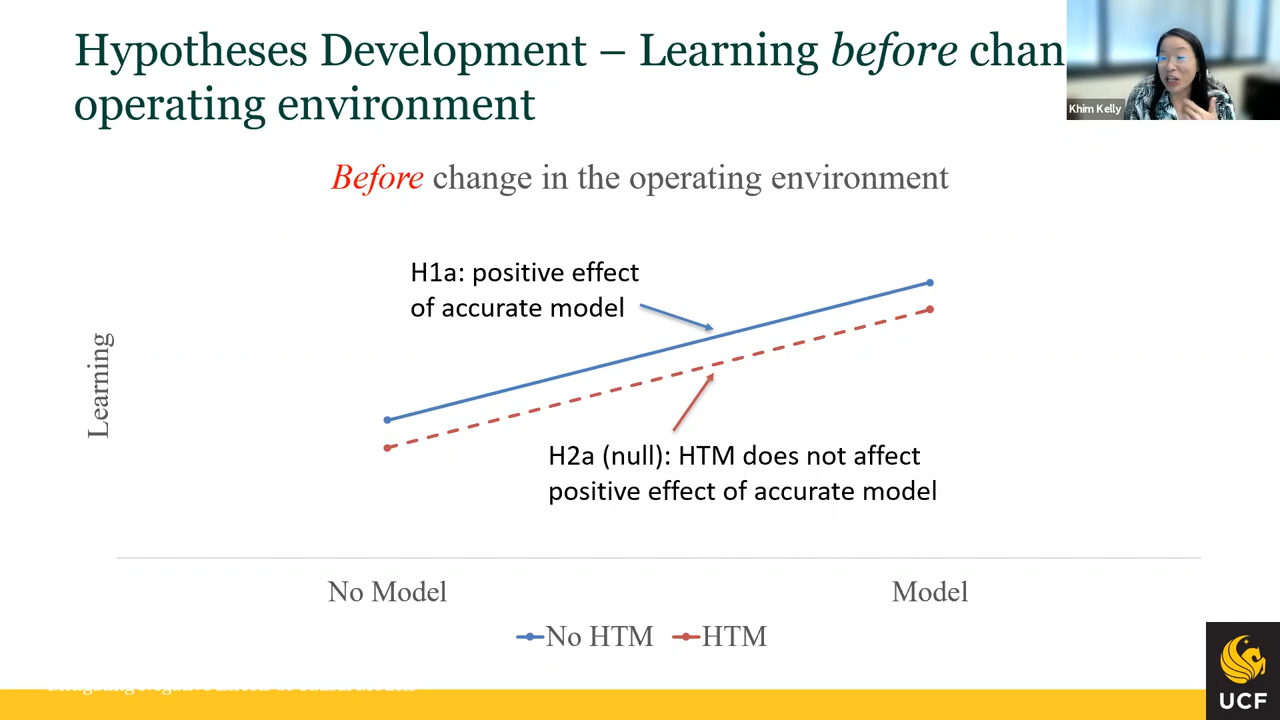 Hypotheses Development – Learning before chan
operating environment
Khim Kelly
Before change in the operating environment
H1a: positive effect
of accurate model
Learning
H2a (null): HTM does not affect
positive effect of accurate model
No Model
Model
No HTM
HTM
UCF